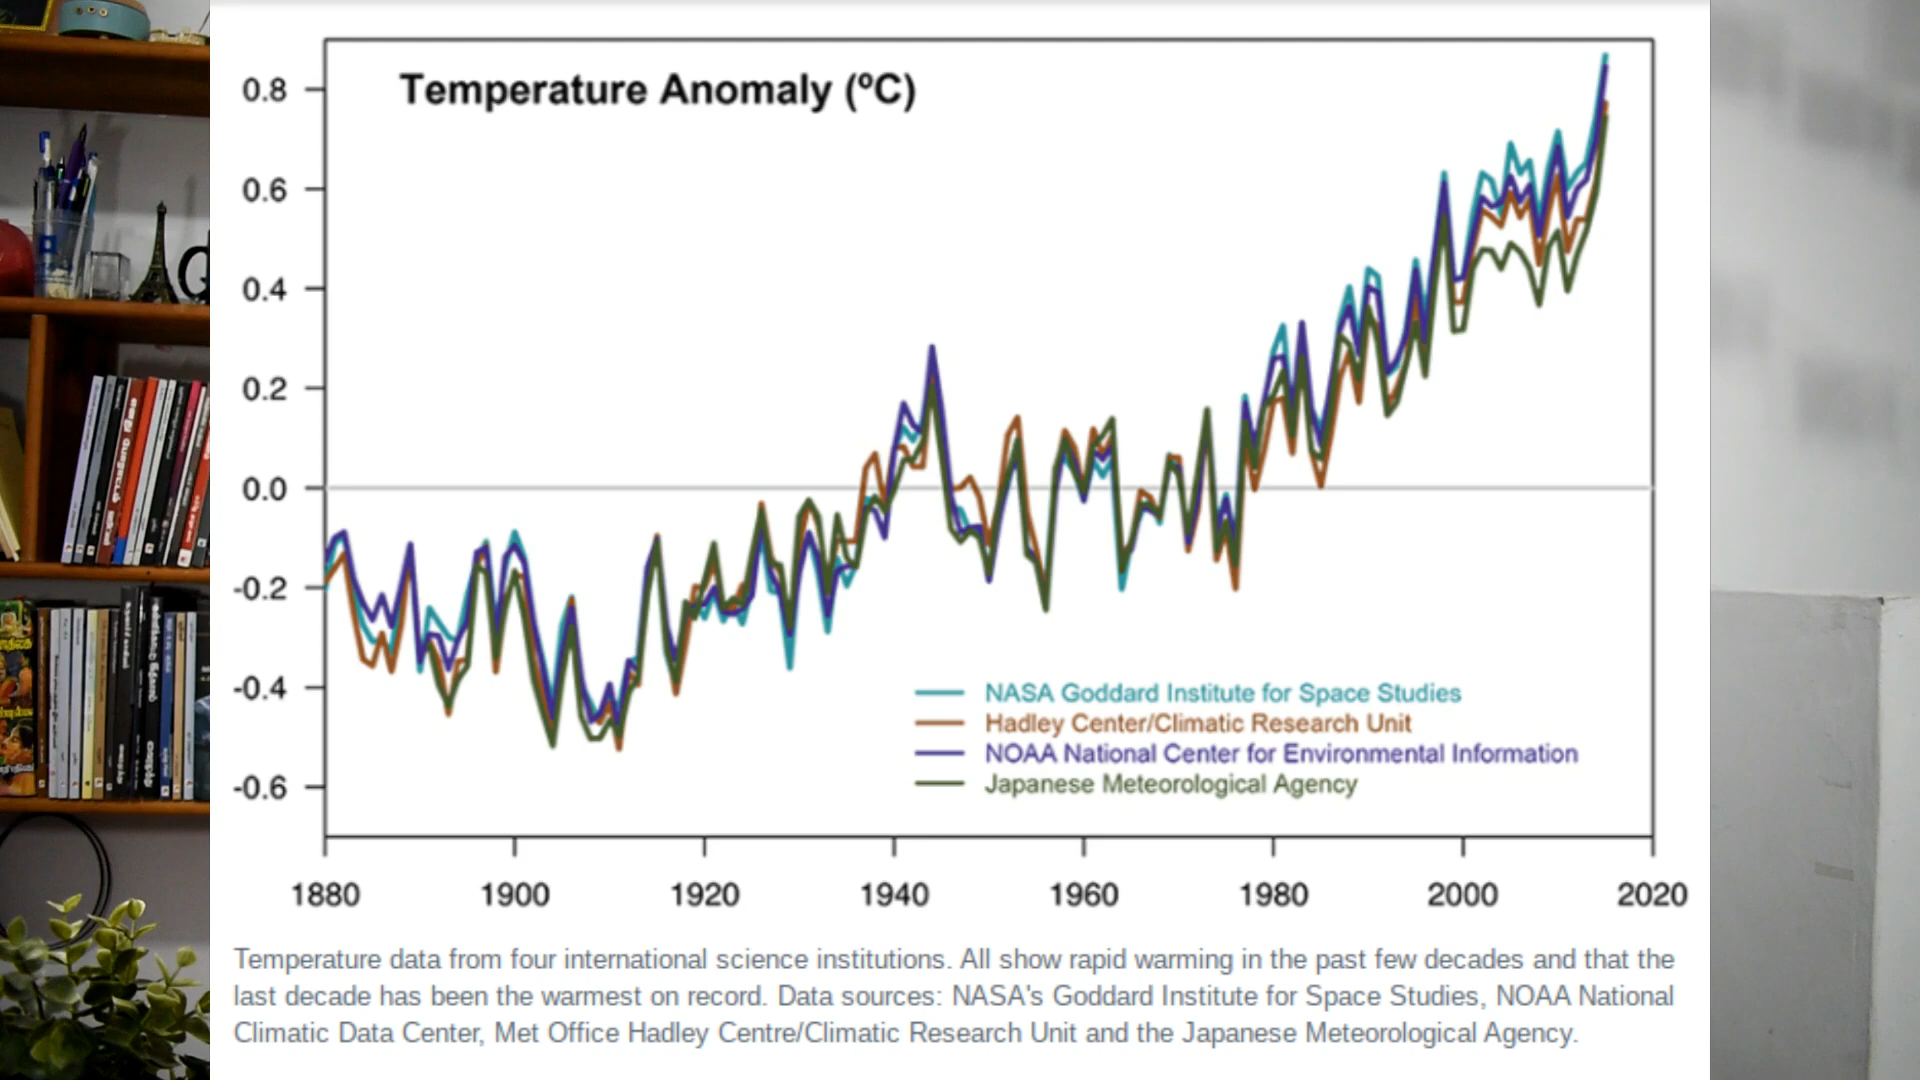 Temperature Anomaly (ºC)
0.8
0.6
0.4
0.2
0.0
-0.2
-0.4
-0.6
NASA Goddard Institute for Space Studies
Hadley Center/Climatic Research Unit
NOAA National Center for Environmental Information
Japanese Meteorological Agency
1880 1900 1920 1940 1960 1980 2000 2020
Temperature data from four international science institutions. All show rapid warming in the past few decades and that the
last decade has been the warmest on record. Data sources: NASA's Goddard Institute for Space Studies, NOAA National
Climatic Data Center, Met Office Hadley Centre/Climatic Research Unit and the Japanese Meteorological Agency.